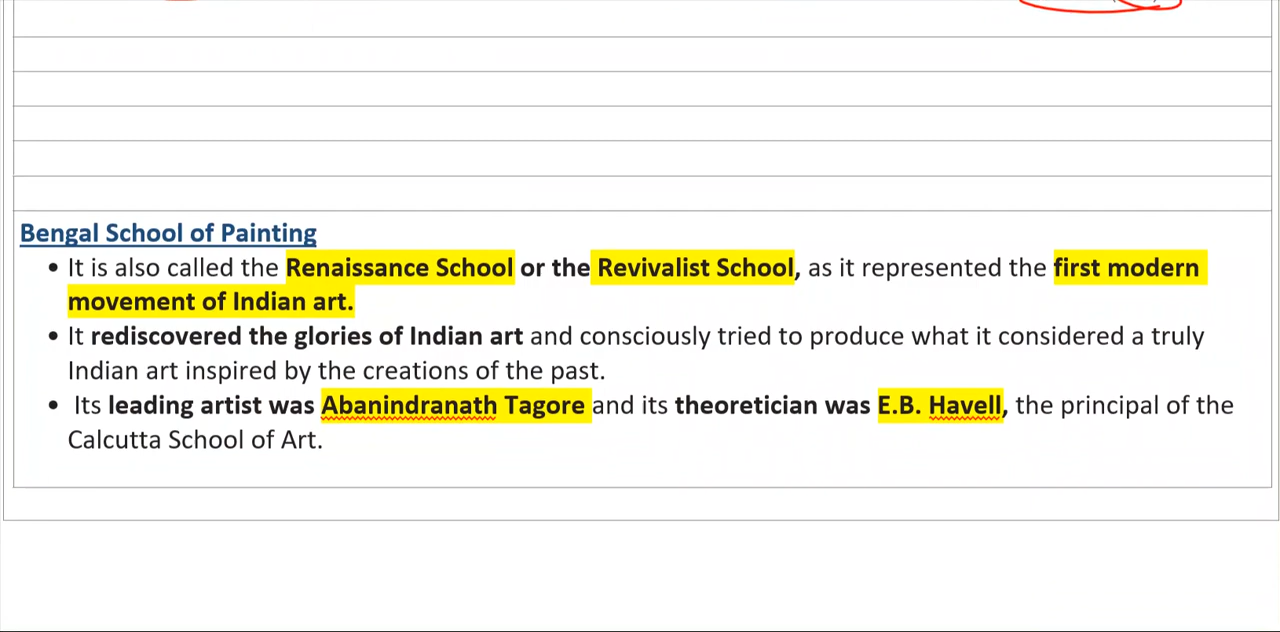 Bengal School of Painting
• It is also called the Renaissance School or the Revivalist School, as it represented the first modern
movement of Indian art.
• It rediscovered the glories of Indian art and consciously tried to produce what it considered a truly
Indian art inspired by the creations of the past.
• Its leading artist was Abanindranath Tagore and its theoretician was E.B. Havell, the principal of the
Calcutta School of Art.